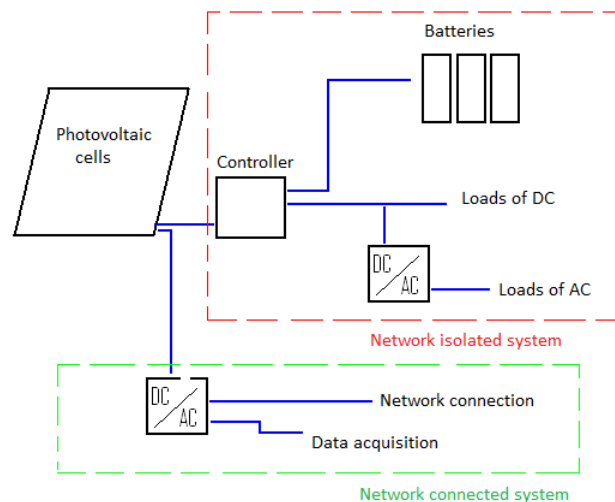 Batteries
Photovoltaic
cells
Controller
Loads of DC
DC
AC
Loads of AC
Network isolated system
DC
AC
Network connection
Data acquisition
Network connected system